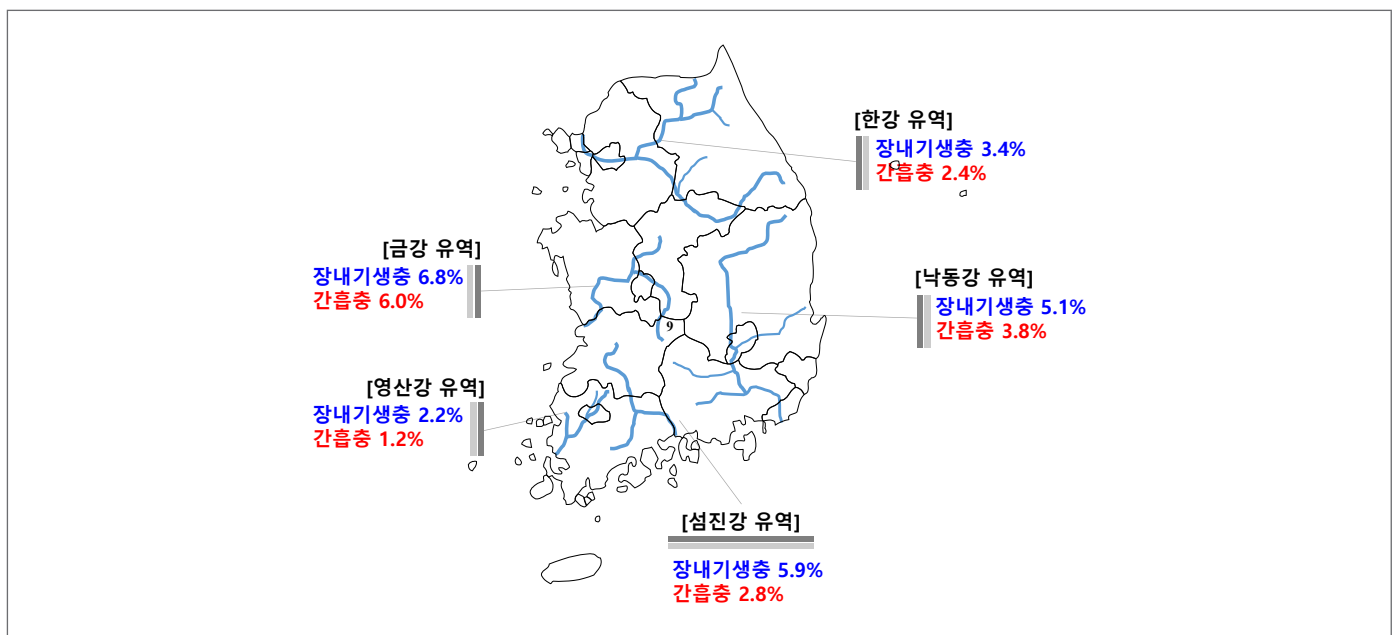 [한강 유역]
장내기생충 3.4%
간흡충 2.4%
[금강 유역]
장내기생충 6.8%
간흡충 6.0%
[낙동강 유역]
장내기생충 5.1%
간흡충 3.8%
9
[영산강 유역]
장내기생충 2.2%
간흡충 1.2%
[섬진강 유역]
장내기생충 5.9%
간흡충 2.8%